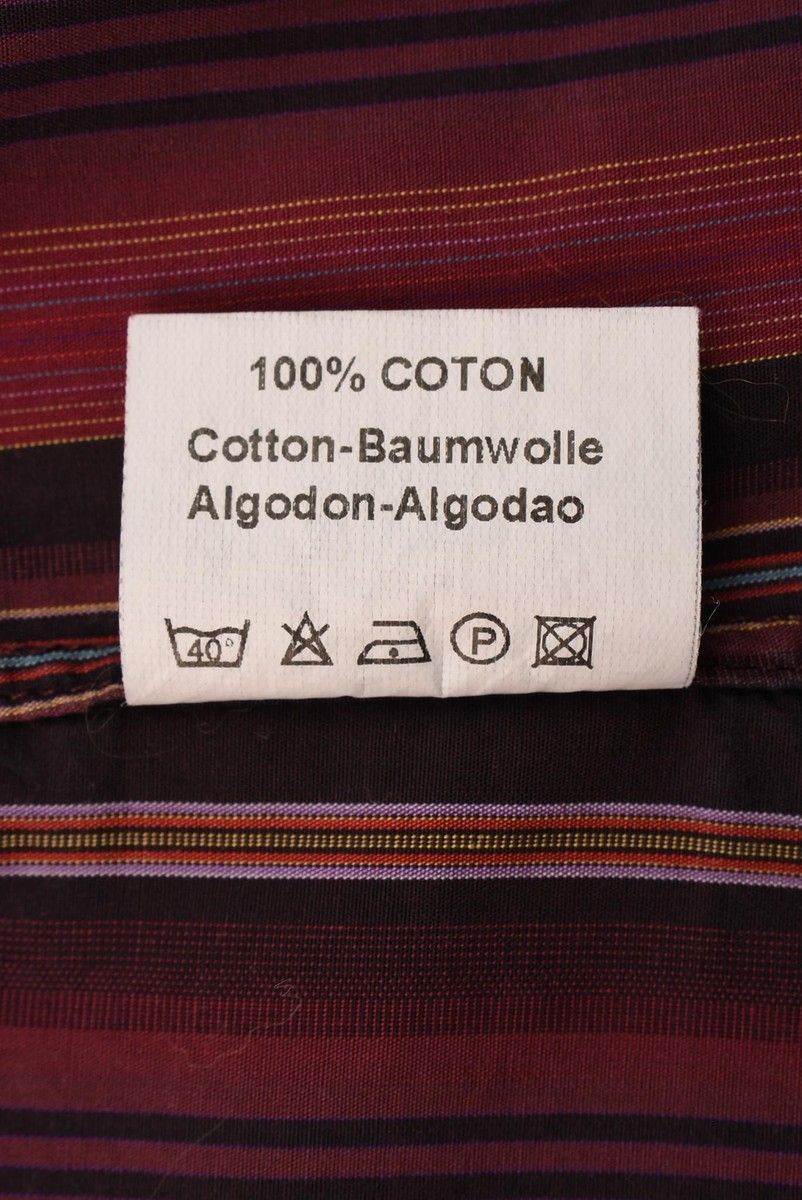 100% COTON
Cotton-Baumwolle
Algodon-Algodao
40° P